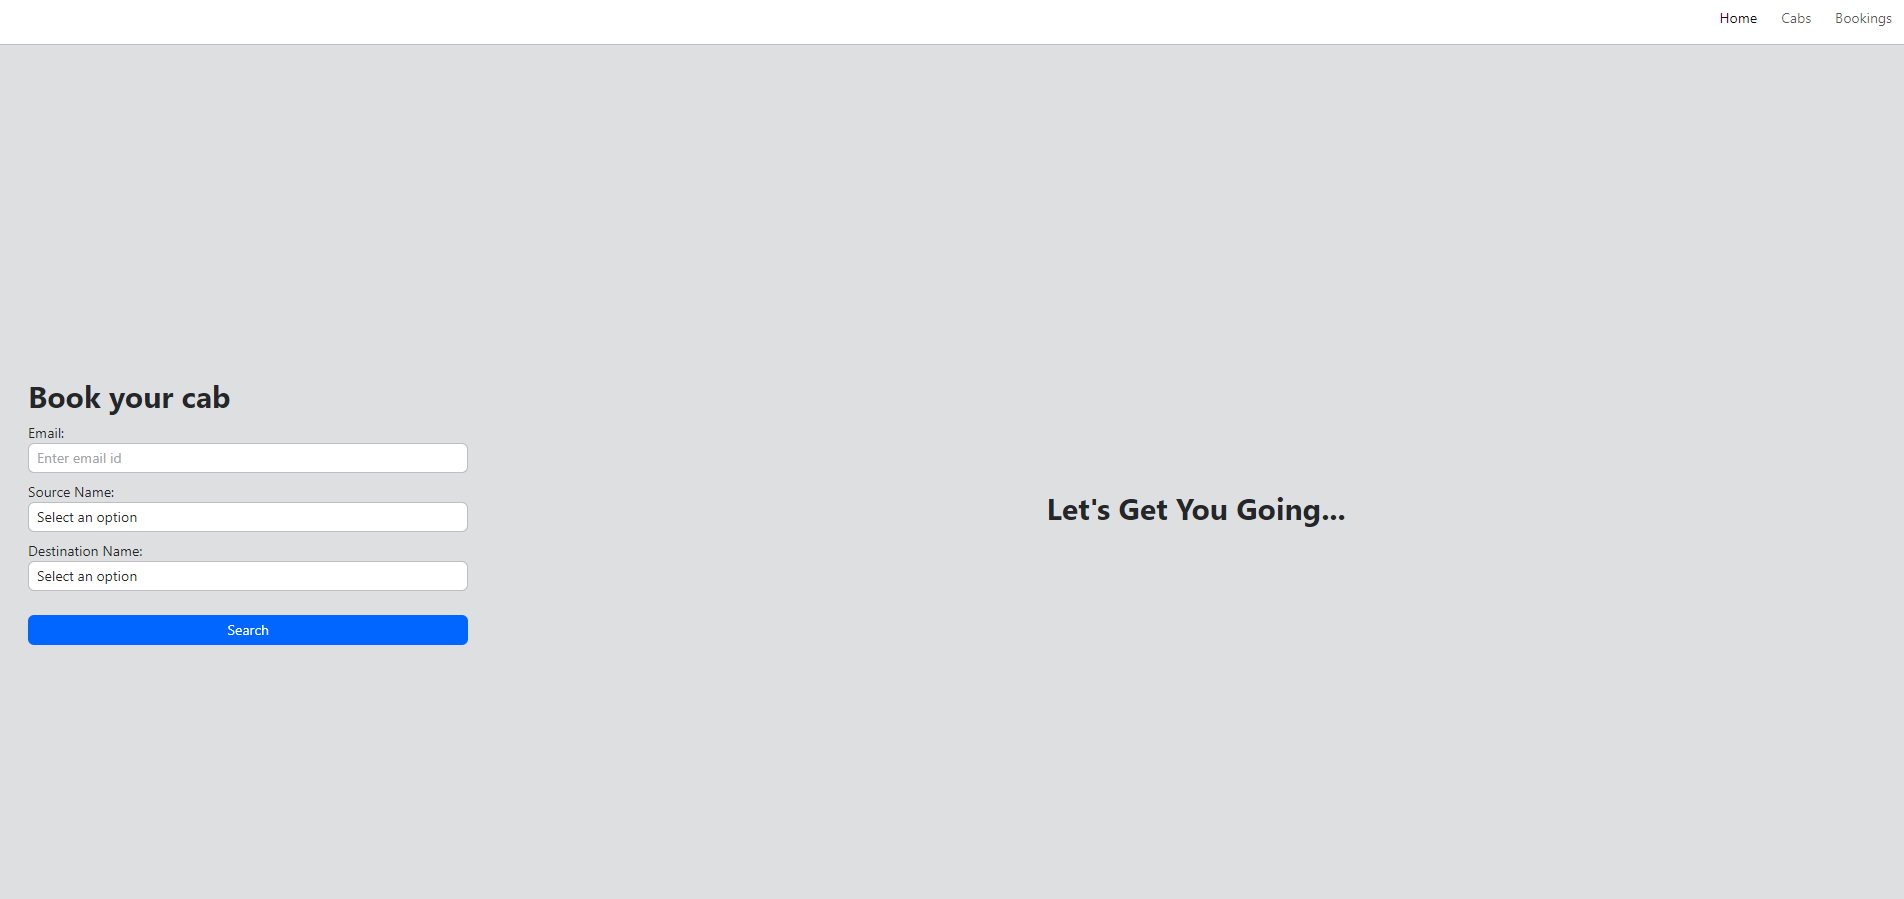 Home Cabs Bookings
Book your cab
Email:
Enter email id
Source Name:
Select an option
Destination Name:
Select an option
Search
Let's Get You Going...